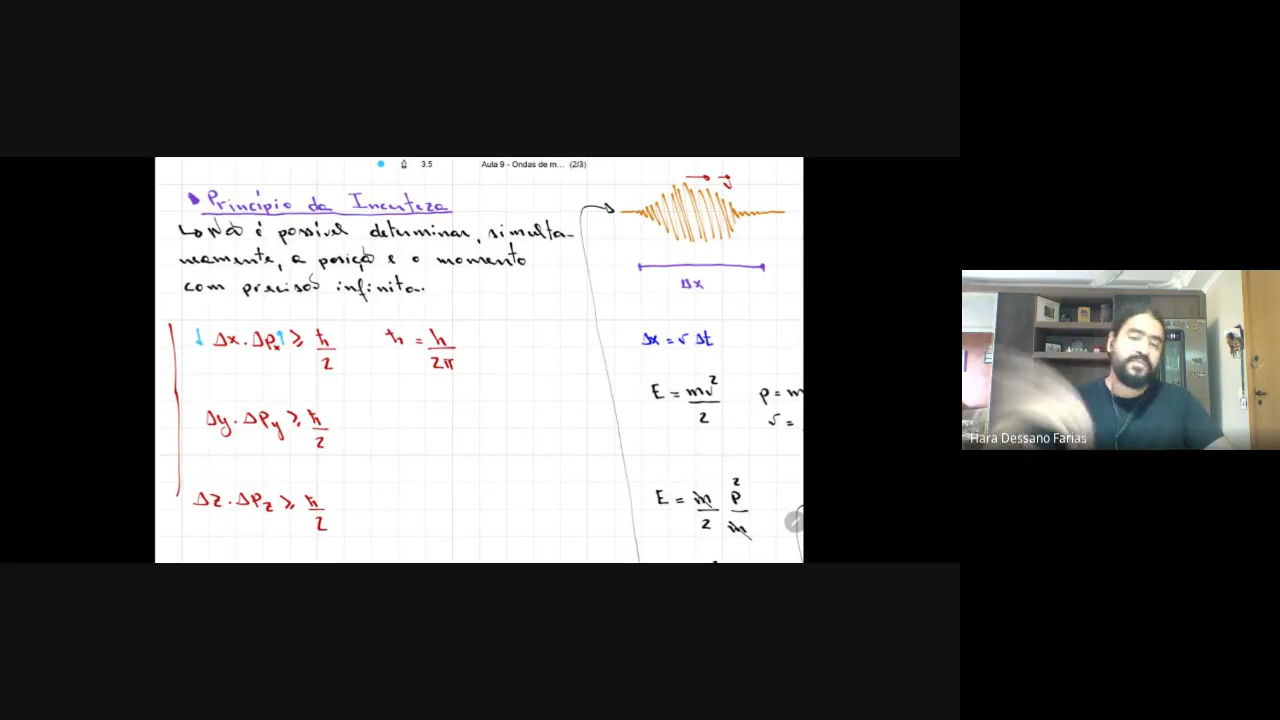 3.5 Aula 9 - Ondas de m... (2/3)
Princípio da Incerteza
Não é possível determinar, simulta-
neamente, a posição e o momento
com precisão infinita.
↓ Δx . ΔPx ↑ ≥ ħ/2 ħ = h/2π
Δy . ΔPy ≥ ħ/2
Δz . ΔPz ≥ ħ/2
Δx
Δx = v Δt
E = mv²/2 p = m
v =
E = m/2 p²/m
Hara Dessano Farias